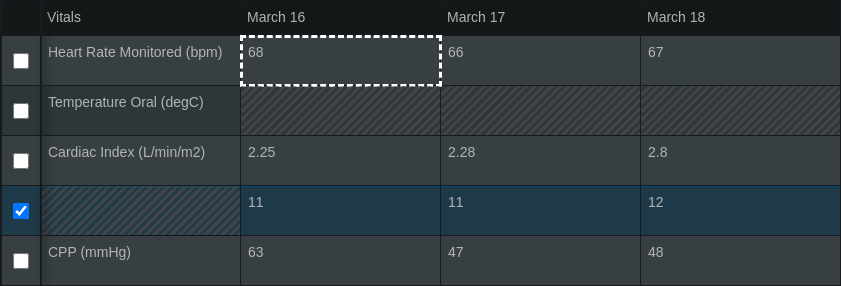 Vitals March 16 March 17 March 18
Heart Rate Monitored (bpm) 68 66 67
Temperature Oral (degC)
Cardiac Index (L/min/m2) 2.25 2.28 2.8
11 11 12
CPP (mmHg) 63 47 48